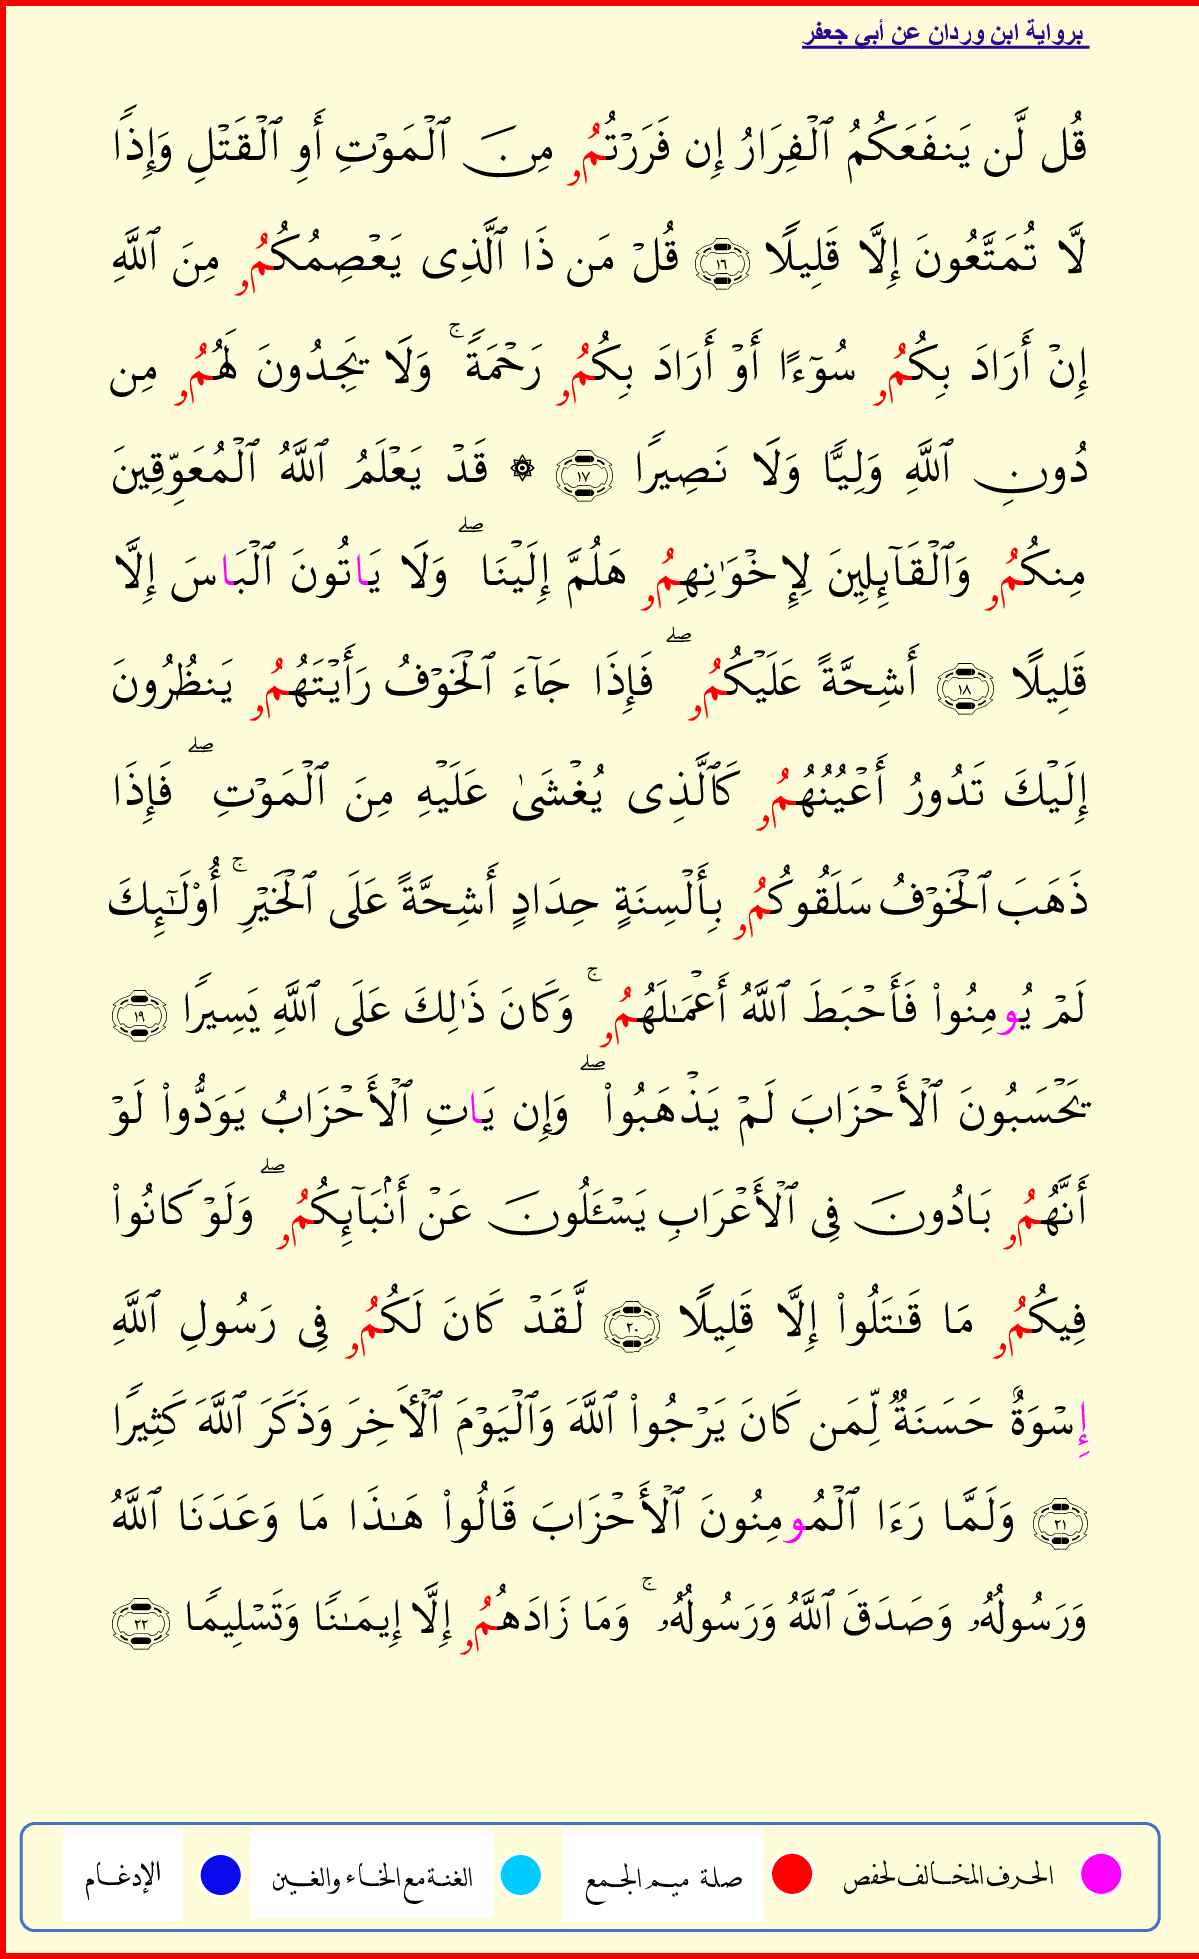 برواية ابن وردان عن أبي جعفر
قُل لَّن يَنفَعَكُمُ ٱلۡفِرَارُ إِن فَرَرۡتُمُۥ مِنَ ٱلۡمَوۡتِ أَوِ ٱلۡقَتۡلِ وَإِذٗا
لَّا تُمَتَّعُونَ إِلَّا قَلِيلٗا ١٦ قُلۡ مَن ذَا ٱلَّذِى يَعۡصِمُكُمُۥ مِنَ ٱللَّهِ
إِنۡ أَرَادَ بِكُمُۥ سُوٓءًا أَوۡ أَرَادَ بِكُمُۥ رَحۡمَةٗۚ وَلَا يَجِدُونَ لَهُمُۥ مِن
دُونِ ٱللَّهِ وَلِيّٗا وَلَا نَصِيرٗا ١٧ ۞ قَدۡ يَعۡلَمُ ٱللَّهُ ٱلۡمُعَوِّقِينَ
مِنكُمُۥ وَٱلۡقَآئِلِينَ لِإِخۡوَٰنِهِمُۥ هَلُمَّ إِلَيۡنَاۖ وَلَا يَاتُونَ ٱلۡبَاسَ إِلَّا
قَلِيلًا ١٨ أَشِحَّةً عَلَيۡكُمُۥۖ فَإِذَا جَآءَ ٱلۡخَوۡفُ رَأَيۡتَهُمُۥ يَنظُرُونَ
إِلَيۡكَ تَدُورُ أَعۡيُنُهُمُۥ كَٱلَّذِى يُغۡشَىٰ عَلَيۡهِ مِنَ ٱلۡمَوۡتِۖ فَإِذَا
ذَهَبَ ٱلۡخَوۡفُ سَلَقُوكُمُۥ بِأَلۡسِنَةٍ حِدَادٍ أَشِحَّةً عَلَى ٱلۡخَيۡرِۚ أُوْلَـٰٓئِكَ
لَمۡ يُومِنُواْ فَأَحۡبَطَ ٱللَّهُ أَعۡمَـٰلَهُمُۥۚ وَكَانَ ذَٰلِكَ عَلَى ٱللَّهِ يَسِيرٗا ١٩
يَحۡسَبُونَ ٱلۡأَحۡزَابَ لَمۡ يَذۡهَبُواْۖ وَإِن يَاتِ ٱلۡأَحۡزَابُ يَوَدُّواْ لَوۡ
أَنَّهُمُۥ بَادُونَ فِى ٱلۡأَعۡرَابِ يَسۡـَٔلُونَ عَنۡ أَنۢبَآئِكُمُۥۖ وَلَوۡ كَانُواْ
فِيكُمُۥ مَا قَـٰتَلُواْ إِلَّا قَلِيلٗا ٢٠ لَّقَدۡ كَانَ لَكُمُۥ فِى رَسُولِ ٱللَّهِ
إِسۡوَةٌ حَسَنَةٞ لِّمَن كَانَ يَرۡجُواْ ٱللَّهَ وَٱلۡيَوۡمَ ٱلۡأَخِرَ وَذَكَرَ ٱللَّهَ كَثِيرٗا
٢١ وَلَمَّا رَءَا ٱلۡمُومِنُونَ ٱلۡأَحۡزَابَ قَالُواْ هَـٰذَا مَا وَعَدَنَا ٱللَّهُ
وَرَسُولُهُۥ وَصَدَقَ ٱللَّهُ وَرَسُولُهُۥۚ وَمَا زَادَهُمُۥ إِلَّا إِيمَـٰنٗا وَتَسۡلِيمٗا ٢٢
الحرف المخالف لحفص صلة ميم الجمع الغنة مع الخاء والغين الإدغام